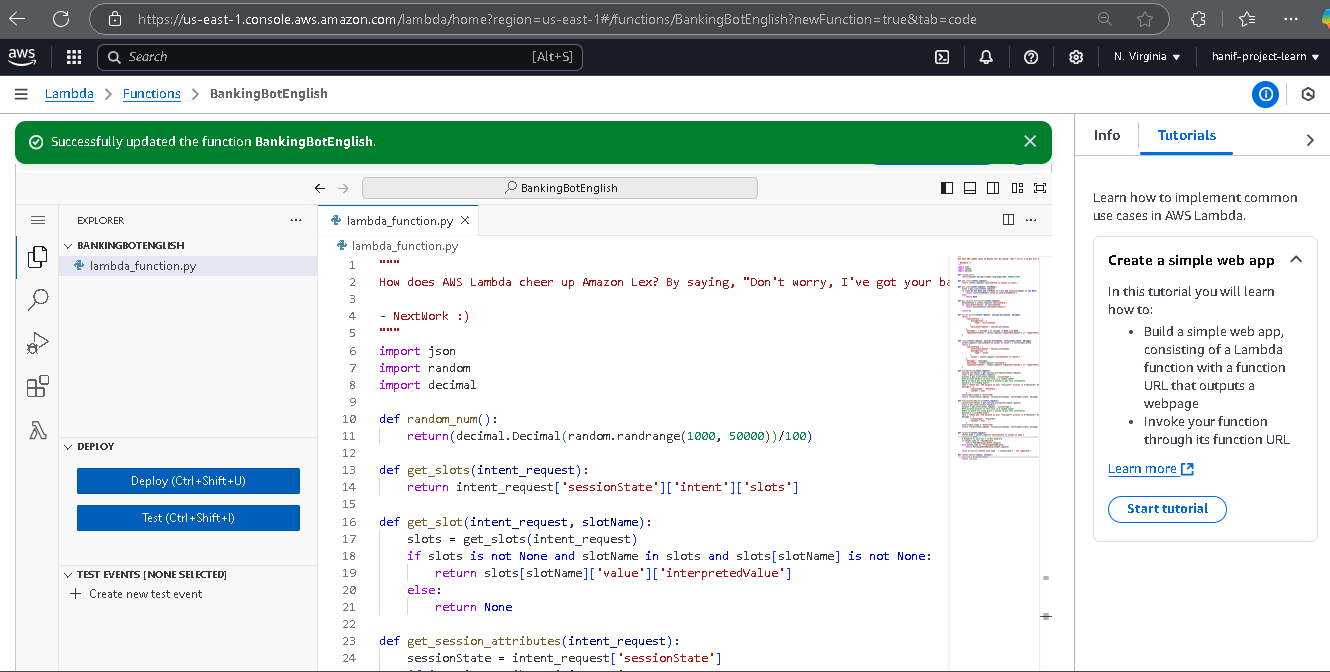 https://us-east-1.console.aws.amazon.com/lambda/home?region=us-east-1#/functions/BankingBotEnglish?newFunction=true&tab=code
aws
Search
[Alt+S]
N. Virginia ▼
hanif-project-learn ▼
Lambda > Functions > BankingBotEnglish
Successfully updated the function BankingBotEnglish.
Info
Tutorials
BankingBotEnglish
EXPLORER
BANKINGBOTENGLISH
lambda_function.py
DEPLOY
Deploy (Ctrl+Shift+U)
Test (Ctrl+Shift+I)
TEST EVENTS [NONE SELECTED]
Create new test event
lambda_function.py
lambda_function.py
1 """
2 How does AWS Lambda cheer up Amazon Lex? By saying, "Don't worry, I've got your ba
3
4 - NextWork :)
5 """
6 import json
7 import random
8 import decimal
9
10 def random_num():
11     return(decimal.Decimal(random.randrange(1000, 50000))/100)
12
13 def get_slots(intent_request):
14     return intent_request['sessionState']['intent']['slots']
15
16 def get_slot(intent_request, slotName):
17     slots = get_slots(intent_request)
18     if slots is not None and slotName in slots and slots[slotName] is not None:
19         return slots[slotName]['value']['interpretedValue']
20     else:
21         return None
22
23 def get_session_attributes(intent_request):
24     sessionState = intent_request['sessionState']
Learn how to implement common
use cases in AWS Lambda.
Create a simple web app
In this tutorial you will learn
how to:
• Build a simple web app,
consisting of a Lambda
function with a function
URL that outputs a
webpage
• Invoke your function
through its function URL
Learn more
Start tutorial